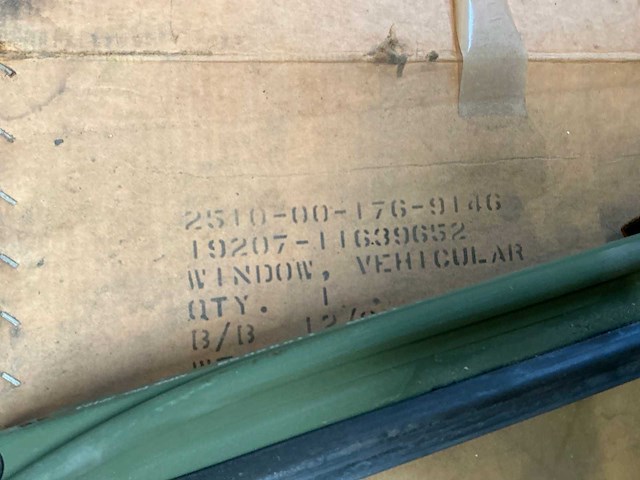 2510-00-176-9146
19207-11639652
WINDOW, VEHICULAR
QTY. 1
B/B